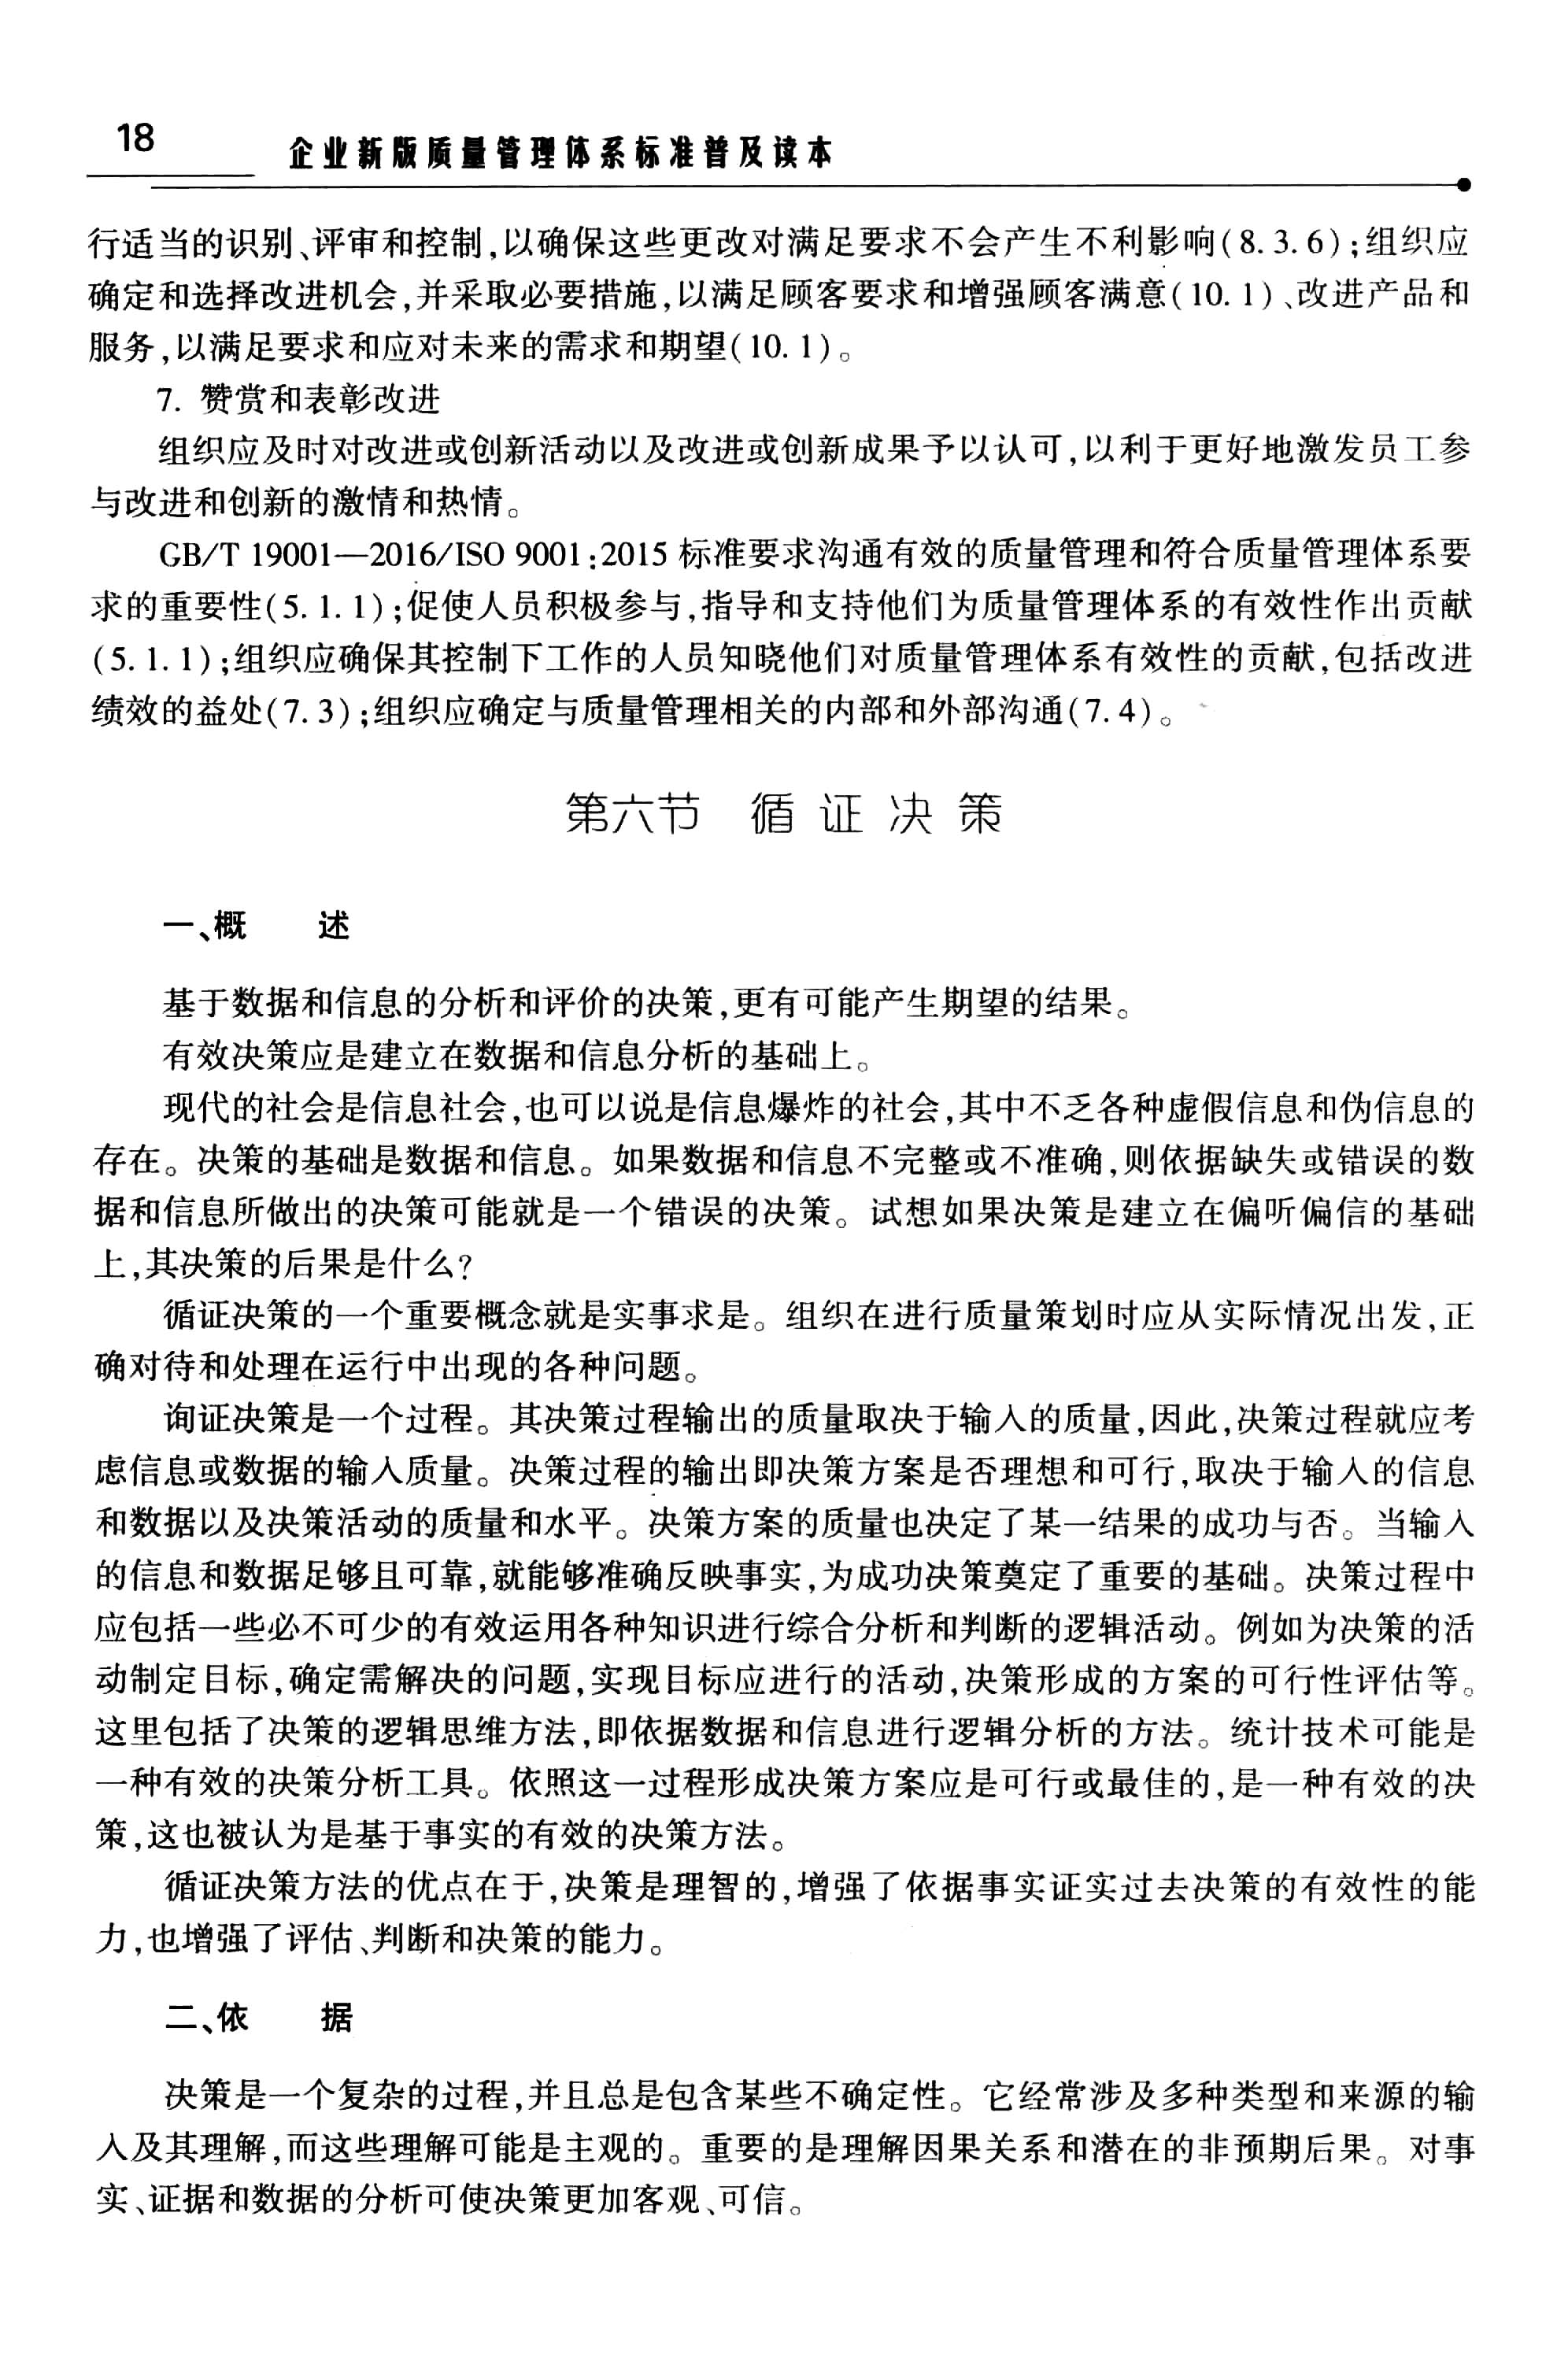 18
企业新版质量管理体系标准普及读本
行适当的识别、评审和控制,以确保这些更改对满足要求不会产生不利影响(8.3.6);组织应
确定和选择改进机会,并采取必要措施,以满足顾客要求和增强顾客满意(10.1)、改进产品和
服务,以满足要求和应对未来的需求和期望(10.1)。
7. 赞赏和表彰改进
组织应及时对改进或创新活动以及改进或创新成果予以认可,以利于更好地激发员工参
与改进和创新的激情和热情。
GB/T 19001—2016/ISO 9001:2015 标准要求沟通有效的质量管理和符合质量管理体系要
求的重要性(5.1.1);促使人员积极参与,指导和支持他们为质量管理体系的有效性作出贡献
(5.1.1);组织应确保其控制下工作的人员知晓他们对质量管理体系有效性的贡献,包括改进
绩效的益处(7.3);组织应确定与质量管理相关的内部和外部沟通(7.4)。
第六节 循证决策
一、概 述
基于数据和信息的分析和评价的决策,更有可能产生期望的结果。
有效决策应是建立在数据和信息分析的基础上。
现代的社会是信息社会,也可以说是信息爆炸的社会,其中不乏各种虚假信息和伪信息的
存在。决策的基础是数据和信息。如果数据和信息不完整或不准确,则依据缺失或错误的数
据和信息所做出的决策可能就是一个错误的决策。试想如果决策是建立在偏听偏信的基础
上,其决策的后果是什么?
循证决策的一个重要概念就是实事求是。组织在进行质量策划时应从实际情况出发,正
确对待和处理在运行中出现的各种问题。
询证决策是一个过程。其决策过程输出的质量取决于输入的质量,因此,决策过程就应考
虑信息或数据的输入质量。决策过程的输出即决策方案是否理想和可行,取决于输入的信息
和数据以及决策活动的质量和水平。决策方案的质量也决定了某一结果的成功与否。当输入
的信息和数据足够且可靠,就能够准确反映事实,为成功决策奠定了重要的基础。决策过程中
应包括一些必不可少的有效运用各种知识进行综合分析和判断的逻辑活动。例如为决策的活
动制定目标,确定需解决的问题,实现目标应进行的活动,决策形成的方案的可行性评估等。
这里包括了决策的逻辑思维方法,即依据数据和信息进行逻辑分析的方法。统计技术可能是
一种有效的决策分析工具。依照这一过程形成决策方案应是可行或最佳的,是一种有效的决
策,这也被认为是基于事实的有效的决策方法。
循证决策方法的优点在于,决策是理智的,增强了依据事实证实过去决策的有效性的能
力,也增强了评估、判断和决策的能力。
二、依 据
决策是一个复杂的过程,并且总是包含某些不确定性。它经常涉及多种类型和来源的输
入及其理解,而这些理解可能是主观的。重要的是理解因果关系和潜在的非预期后果。对事
实、证据和数据的分析可使决策更加客观、可信。